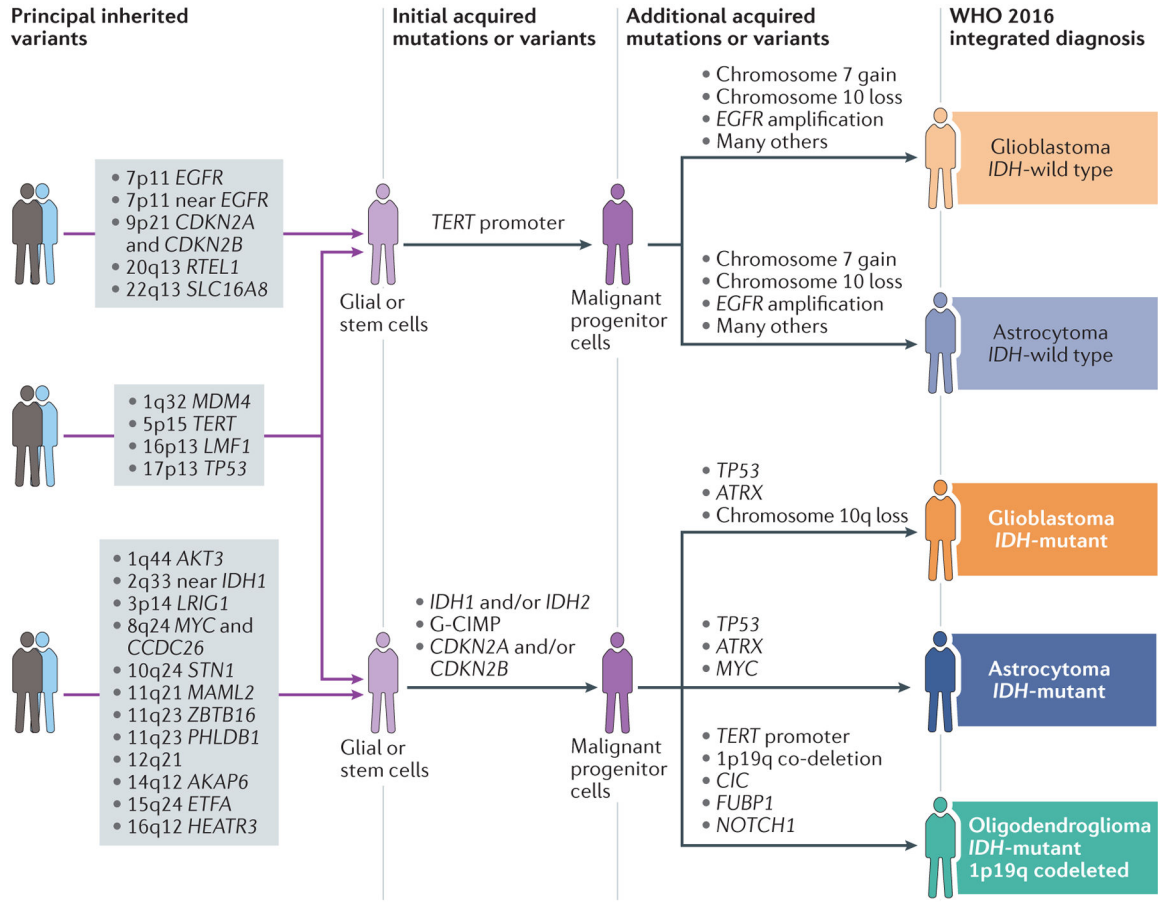 Principal inherited
variants
Initial acquired
mutations or variants
Additional acquired
mutations or variants
WHO 2016
integrated diagnosis
• 7p11 EGFR
• 7p11 near EGFR
• 9p21 CDKN2A
and CDKN2B
• 20q13 RTEL1
• 22q13 SLC16A8
Glial or
stem cells
TERT promoter
Malignant
progenitor
cells
• Chromosome 7 gain
• Chromosome 10 loss
• EGFR amplification
• Many others
Glioblastoma
IDH-wild type
• Chromosome 7 gain
• Chromosome 10 loss
• EGFR amplification
• Many others
Astrocytoma
IDH-wild type
• 1q32 MDM4
• 5p15 TERT
• 16p13 LMF1
• 17p13 TP53
• 1q44 AKT3
• 2q33 near IDH1
• 3p14 LRIG1
• 8q24 MYC and
CCDC26
• 10q24 STN1
• 11q21 MAML2
• 11q23 ZBTB16
• 11q23 PHLDB1
• 12q21
• 14q12 AKAP6
• 15q24 ETFA
• 16q12 HEATR3
Glial or
stem cells
• IDH1 and/or IDH2
• G-CIMP
• CDKN2A and/or
CDKN2B
Malignant
progenitor
cells
• TP53
• ATRX
• Chromosome 10q loss
Glioblastoma
IDH-mutant
• TP53
• ATRX
• MYC
Astrocytoma
IDH-mutant
• TERT promoter
• 1p19q co-deletion
• CIC
• FUBP1
• NOTCH1
Oligodendroglioma
IDH-mutant
1p19q codeleted